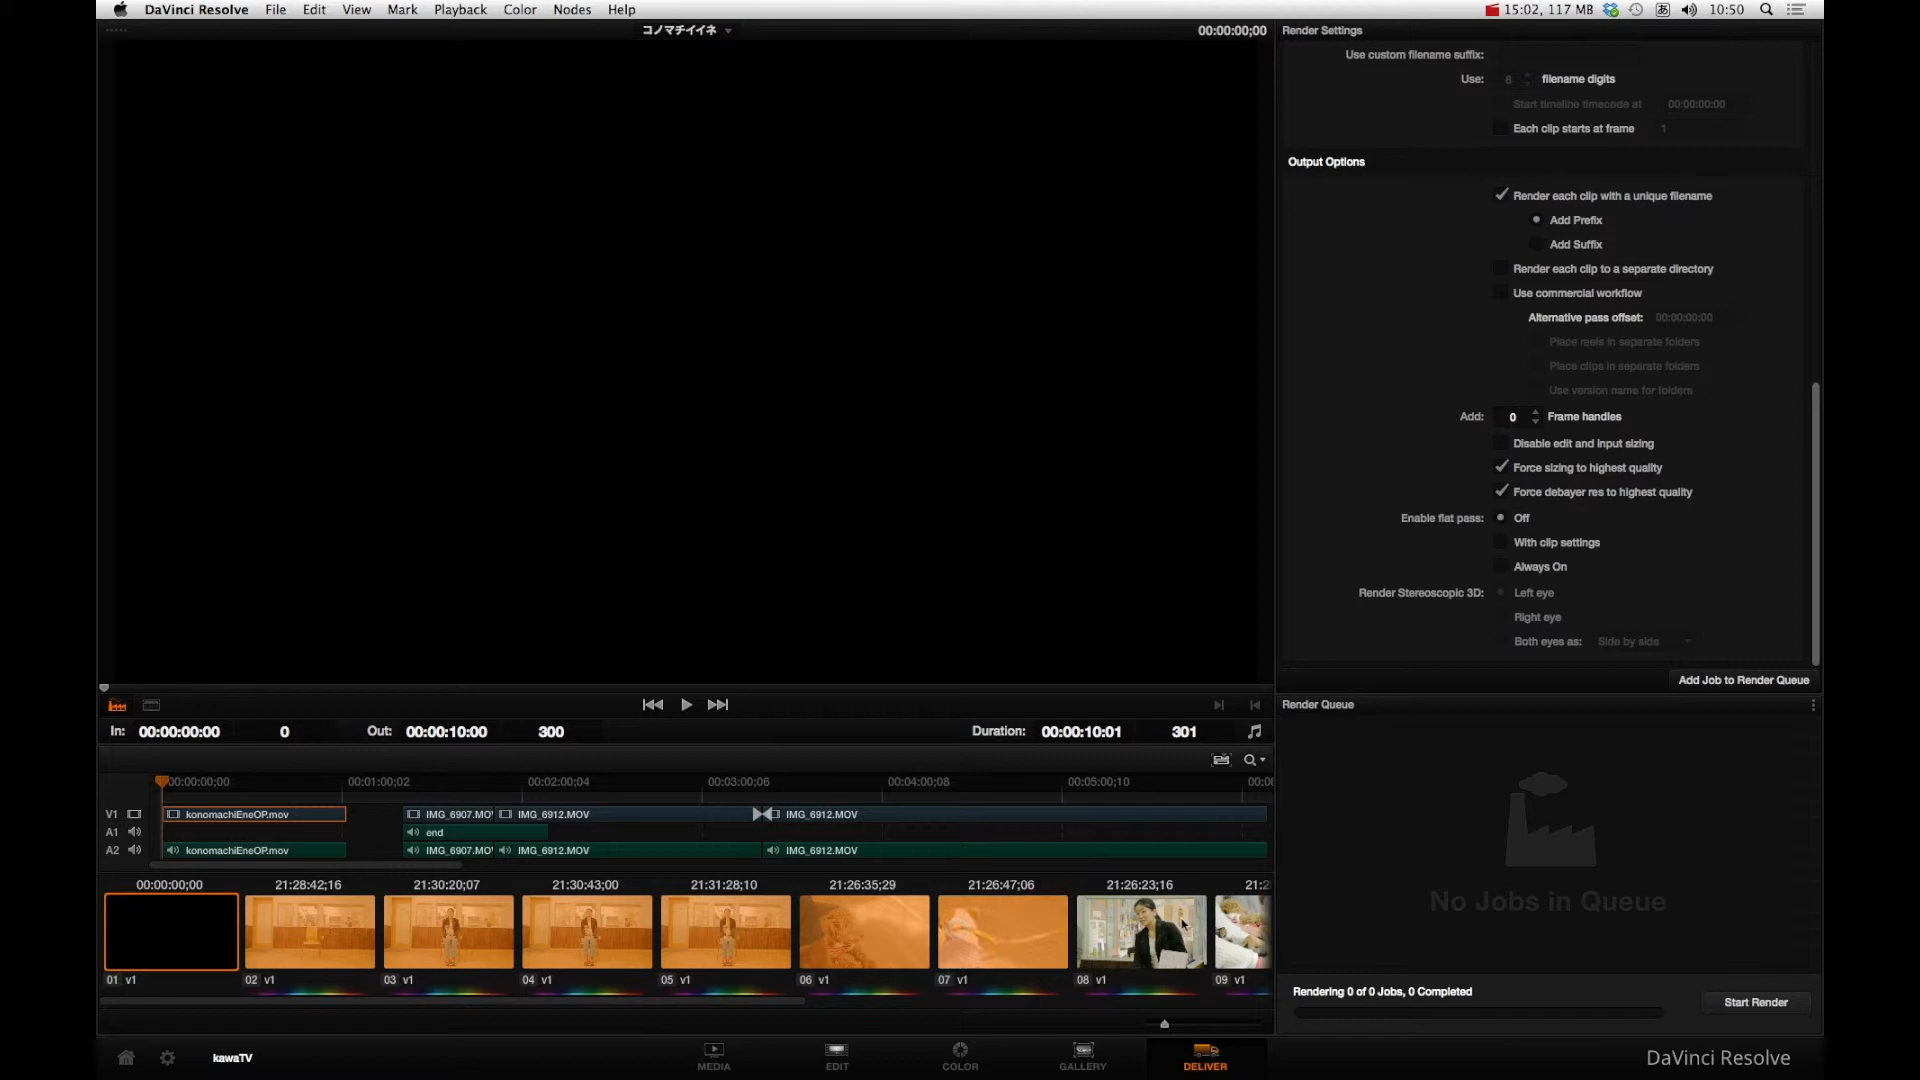 DaVinci Resolve File Edit View Mark Playback Color Nodes Help 15:02, 117 MB あ 10:50
コノマチイイネ 00:00:00;00 Render Settings
Use custom filename suffix:
Use: 8 filename digits
Start timeline timecode at 00:00:00:00
Each clip starts at frame 1
Output Options
Render each clip with a unique filename
Add Prefix
Add Suffix
Render each clip to a separate directory
Use commercial workflow
Alternative pass offset: 00:00:00:00
Place reels in separate folders
Place clips in separate folders
Use version name for folders
Add: 0 Frame handles
Disable edit and input sizing
Force sizing to highest quality
Force debayer res to highest quality
Enable flat pass: Off
With clip settings
Always On
Render Stereoscopic 3D: Left eye
Right eye
Both eyes as: Side by side
Add Job to Render Queue
Render Queue
In: 00:00:00:00 0 Out: 00:00:10:00 300 Duration: 00:00:10:01 301
00:00:00;00 00:01:00;02 00:02:00;04 00:03:00;06 00:04:00;08 00:05:00;10 00:0
V1 konomachiEneOP.mov IMG_6907.MO IMG_6912.MOV IMG_6912.MOV
A1 end
A2 konomachiEneOP.mov IMG_6907.MO IMG_6912.MOV IMG_6912.MOV
00:00:00;00 21:28:42;16 21:30:20;07 21:30:43;00 21:31:28;10 21:26:35;29 21:26:47;06 21:26:23;16 21:2
01 v1 02 v1 03 v1 04 v1 05 v1 06 v1 07 v1 08 v1 09 v1
No Jobs in Queue
Rendering 0 of 0 Jobs, 0 Completed
Start Render
kawaTV
MEDIA EDIT COLOR GALLERY DELIVER
DaVinci Resolve